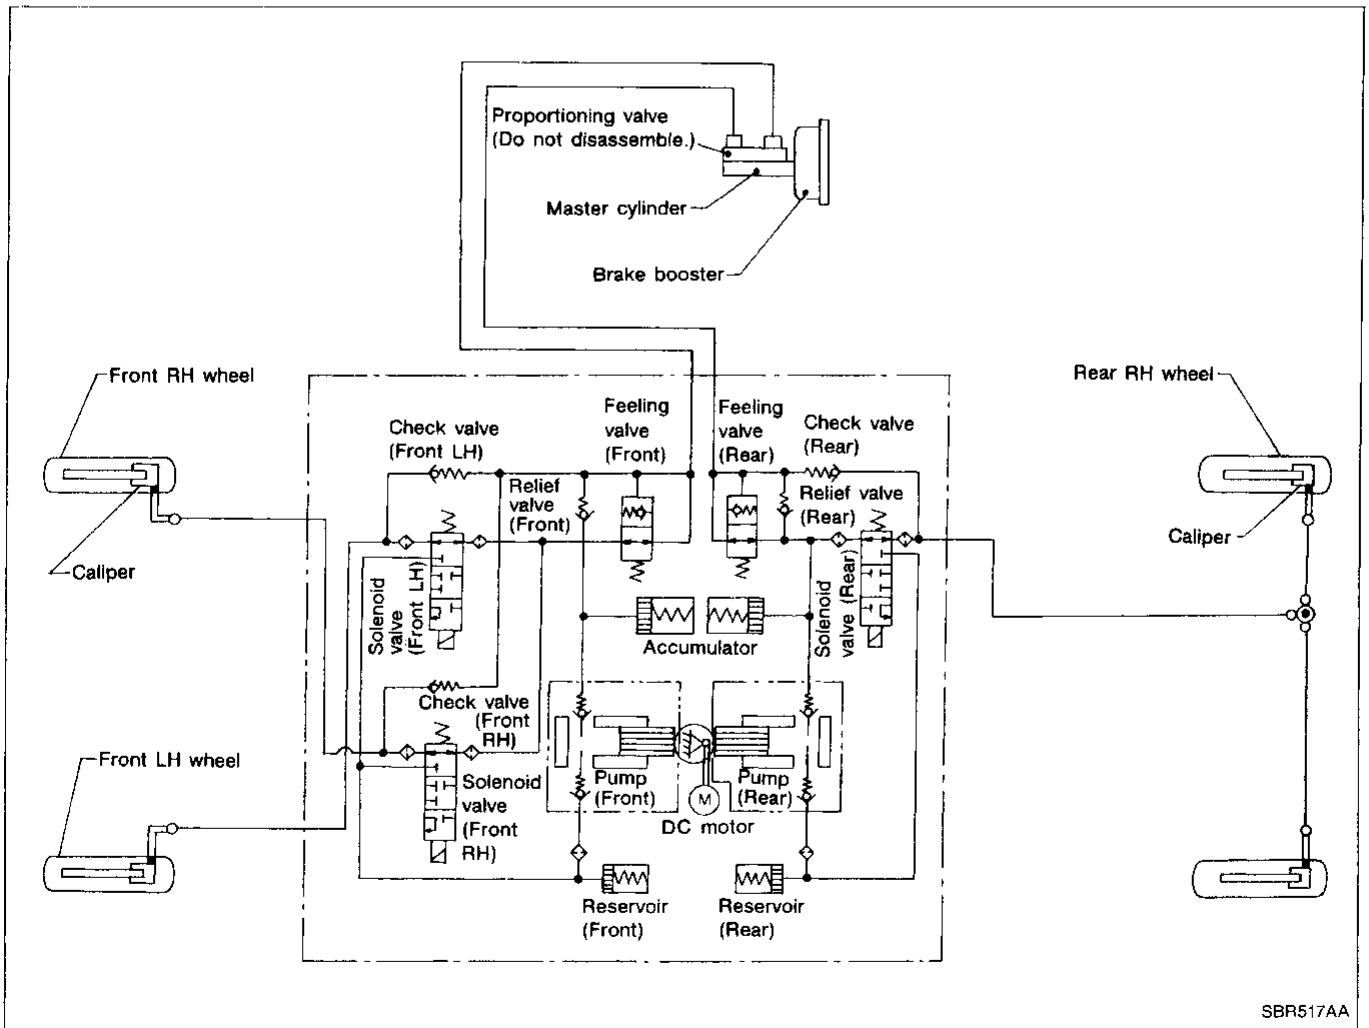 Proportioning valve
(Do not disassemble.)
Master cylinder
Brake booster
Front RH wheel
Rear RH wheel
Check valve
(Front LH)
Feeling
valve
(Front)
Feeling
valve
(Rear)
Check valve
(Rear)
Relief
valve
(Front)
Relief valve
(Rear)
Caliper
Caliper
Solenoid
valve
(Front LH)
Solenoid
valve (Rear)
Accumulator
Check valve
(Front
RH)
Front LH wheel
Solenoid
valve
(Front
RH)
Pump
(Front)
Pump
(Rear)
M
DC motor
Reservoir
(Front)
Reservoir
(Rear)
SBR517AA